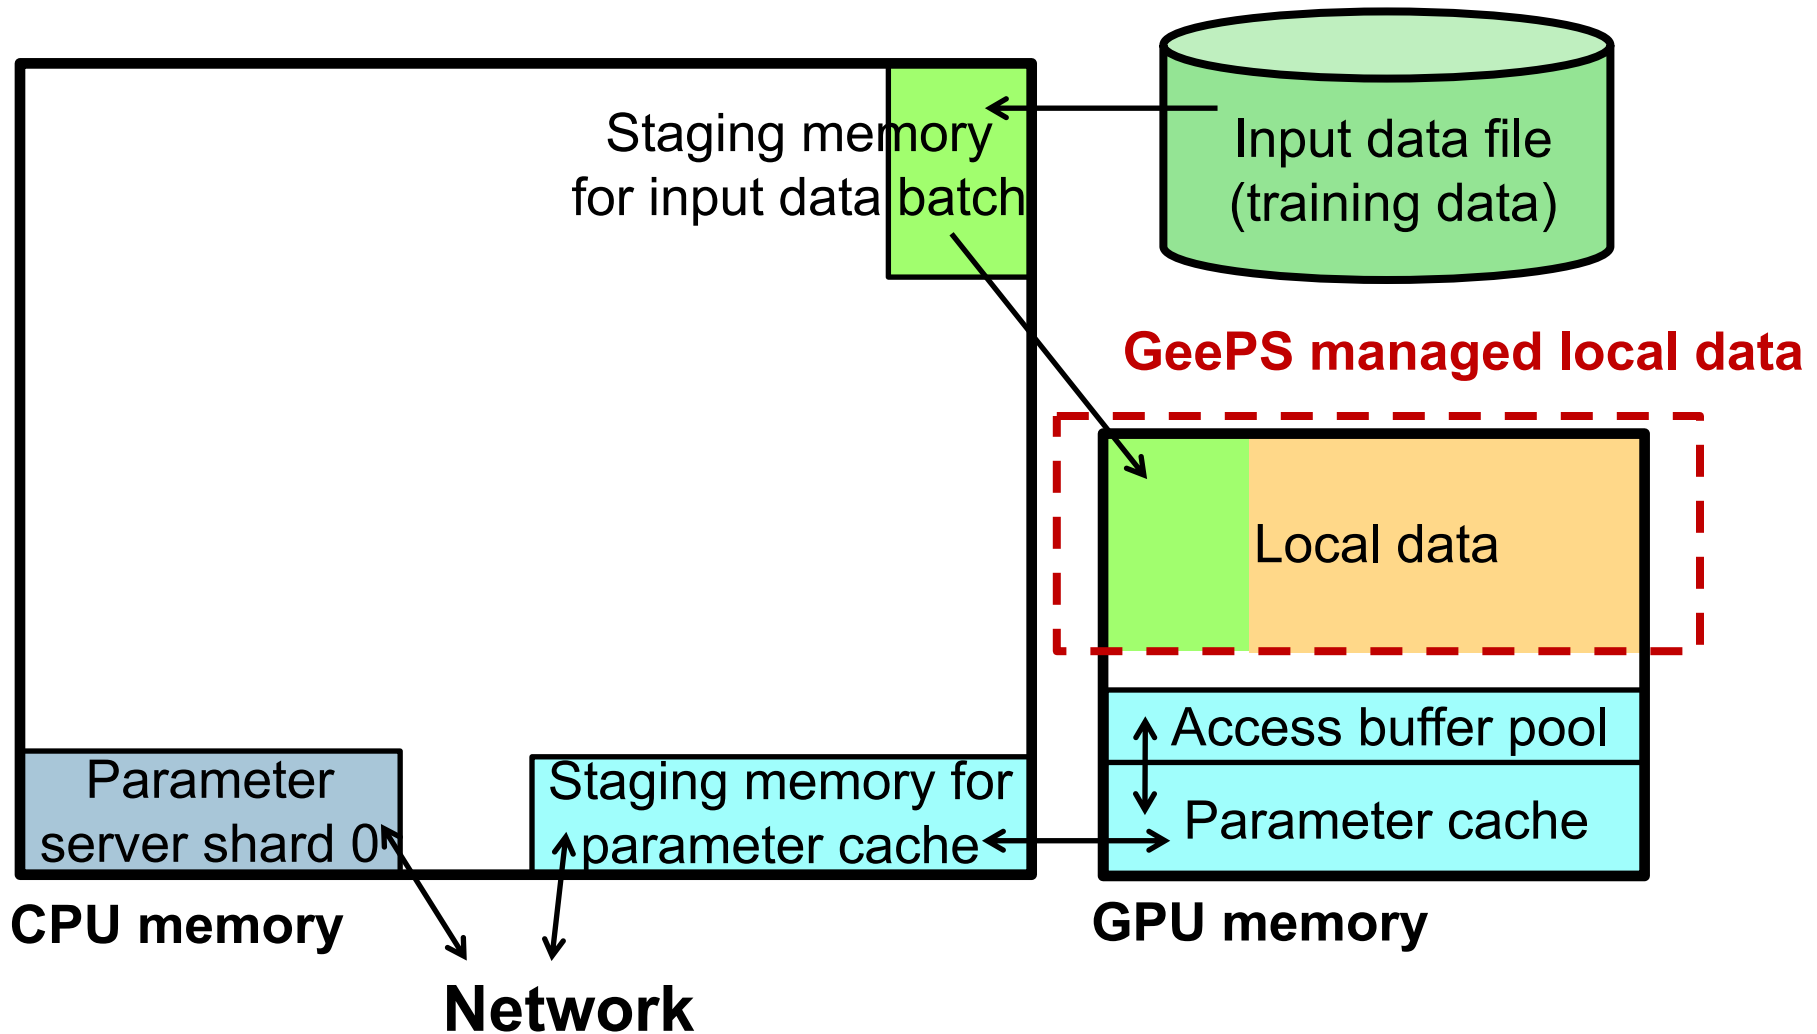 Staging memory
for input data batch
Input data file
(training data)
GeePS managed local data
Local data
Access buffer pool
Parameter cache
Parameter
server shard 0
Staging memory for
parameter cache
CPU memory
GPU memory
Network